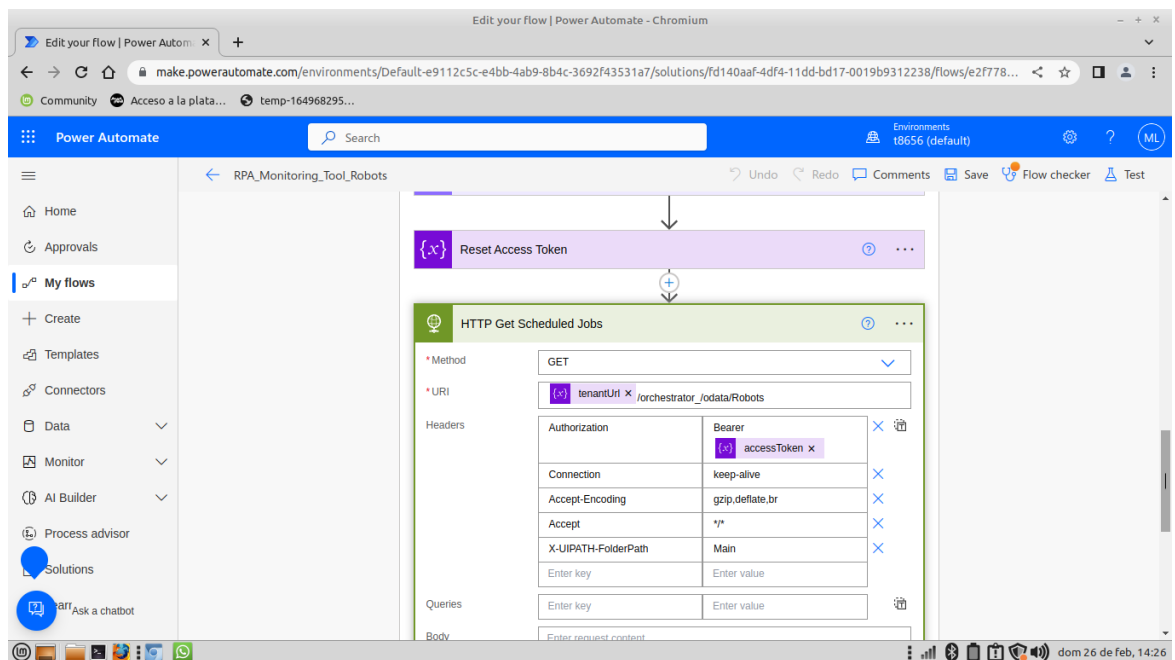 Edit your flow | Power Automate - Chromium
Edit your flow | Power Autom
make.powerautomate.com/environments/Default-e9112c5c-e4bb-4ab9-8b4c-3692f43531a7/solutions/fd140aaf-4df4-11dd-bd17-0019b9312238/flows/e2f778...
Community Acceso a la plata... temp-164968295...
Power Automate
Search
Environments
t8656 (default)
ML
RPA_Monitoring_Tool_Robots
Undo Redo Comments Save Flow checker Test
Home
Approvals
My flows
Create
Templates
Connectors
Data
Monitor
AI Builder
Process advisor
Solutions
Ask a chatbot
{x} Reset Access Token
HTTP Get Scheduled Jobs
*Method GET
*URI {x} tenantUrl × /orchestrator_/odata/Robots
Headers Authorization Bearer
{x} accessToken ×
Connection keep-alive
Accept-Encoding gzip,deflate,br
Accept */*
X-UIPATH-FolderPath Main
Enter key Enter value
Queries Enter key Enter value
Body Enter request content
dom 26 de feb, 14:26